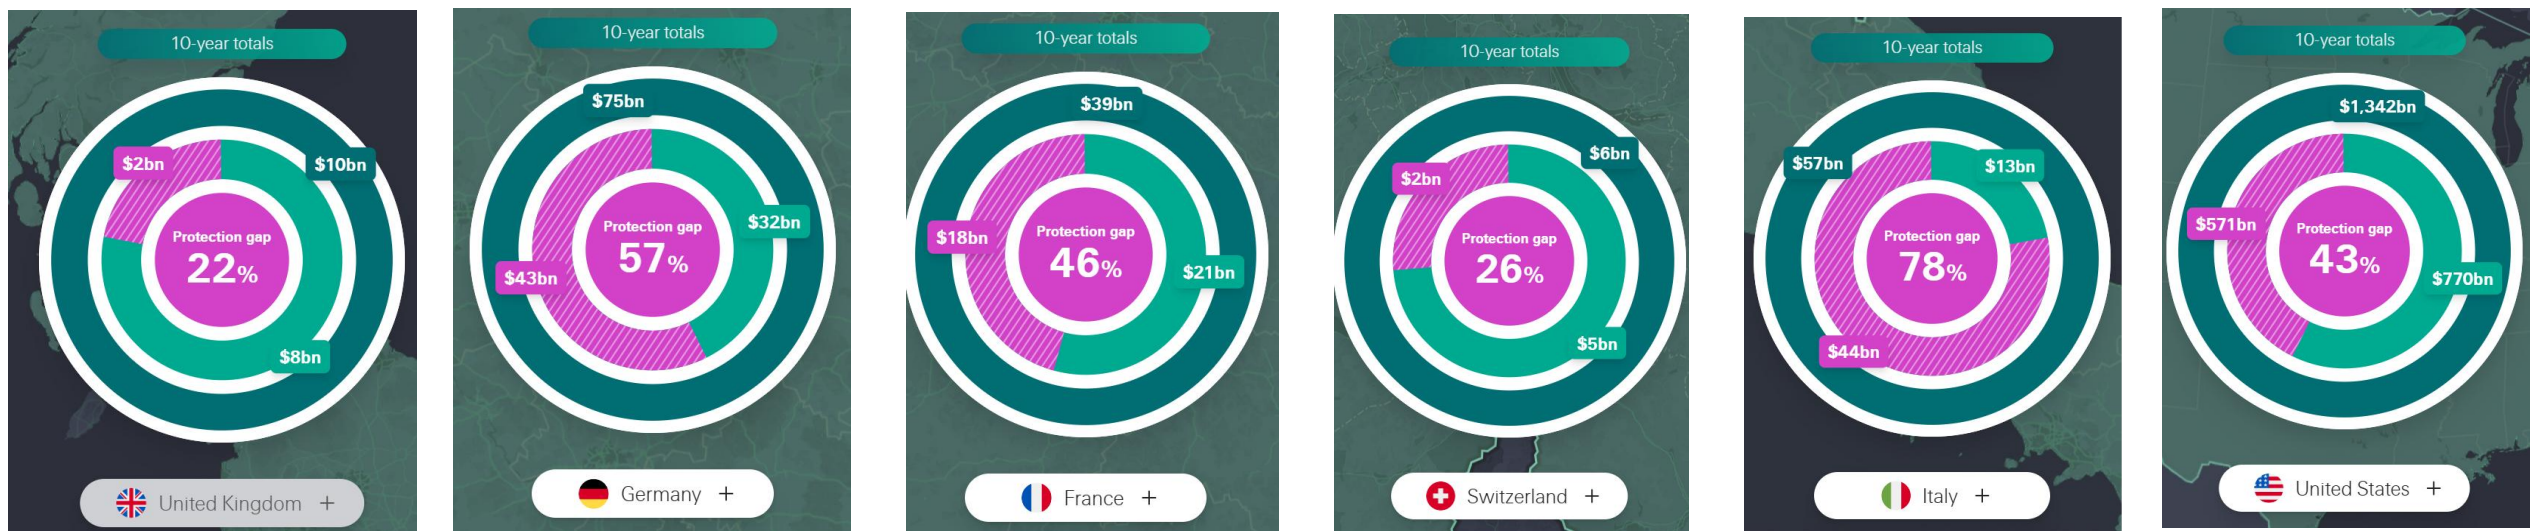 10-year totals
$10bn
$2bn
Protection gap
22%
$8bn
United Kingdom +
10-year totals
$75bn
$32bn
Protection gap
57%
$43bn
Germany +
10-year totals
$39bn
$18bn
Protection gap
46%
$21bn
France +
10-year totals
$6bn
$2bn
Protection gap
26%
$5bn
Switzerland +
10-year totals
$57bn
$13bn
Protection gap
78%
$44bn
Italy +
10-year totals
$1,342bn
$571bn
Protection gap
43%
$770bn
United States +